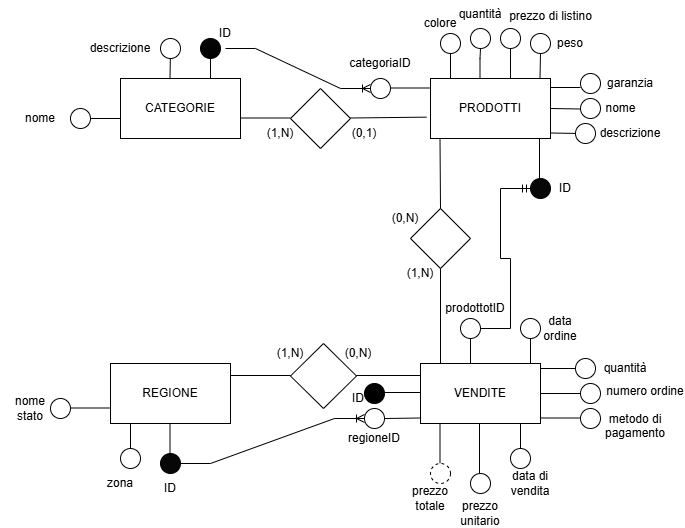 quantità
prezzo di listino
colore
peso
ID
descrizione
categoriaID
garanzia
CATEGORIE
PRODOTTI
nome
nome
(1,N)
(0,1)
descrizione
ID
(0,N)
(1,N)
prodottotID
data
ordine
(1,N)
(0,N)
quantità
REGIONE
VENDITE
numero ordine
ID
nome
stato
metodo di
pagamento
regioneID
zona
ID
prezzo
totale
prezzo
unitario
data di
vendita